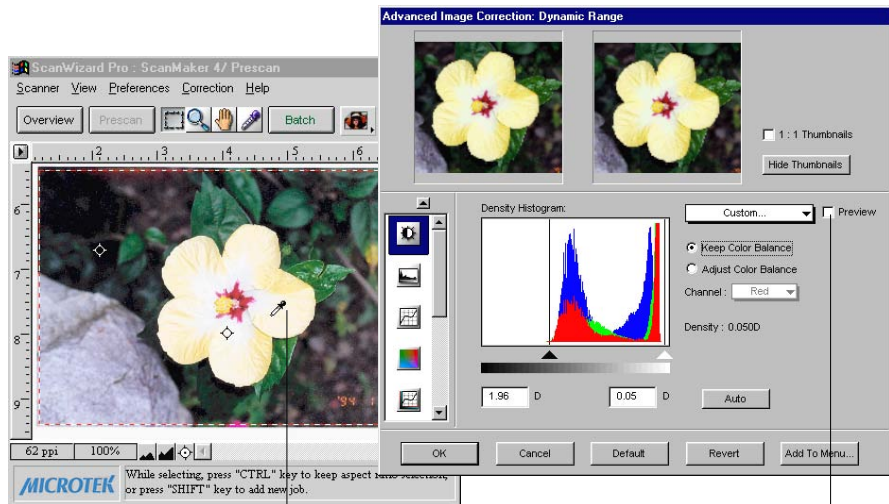 Advanced Image Correction: Dynamic Range
1 : 1 Thumbnails
Hide Thumbnails
ScanWizard Pro : ScanMaker 4/ Prescan
Scanner View Preferences Correction Help
Overview Prescan Batch
2 3 4 5 6
6
7
8
9
'94 1
62 ppi 100%
MICROTEK
While selecting, press "CTRL" key to keep aspect ratio selection,
or press "SHIFT" key to add new job.
Density Histogram:
Custom... Preview
Keep Color Balance
Adjust Color Balance
Channel : Red
Density : 0.050D
1.96 D 0.05 D Auto
OK Cancel Default Revert Add To Menu...